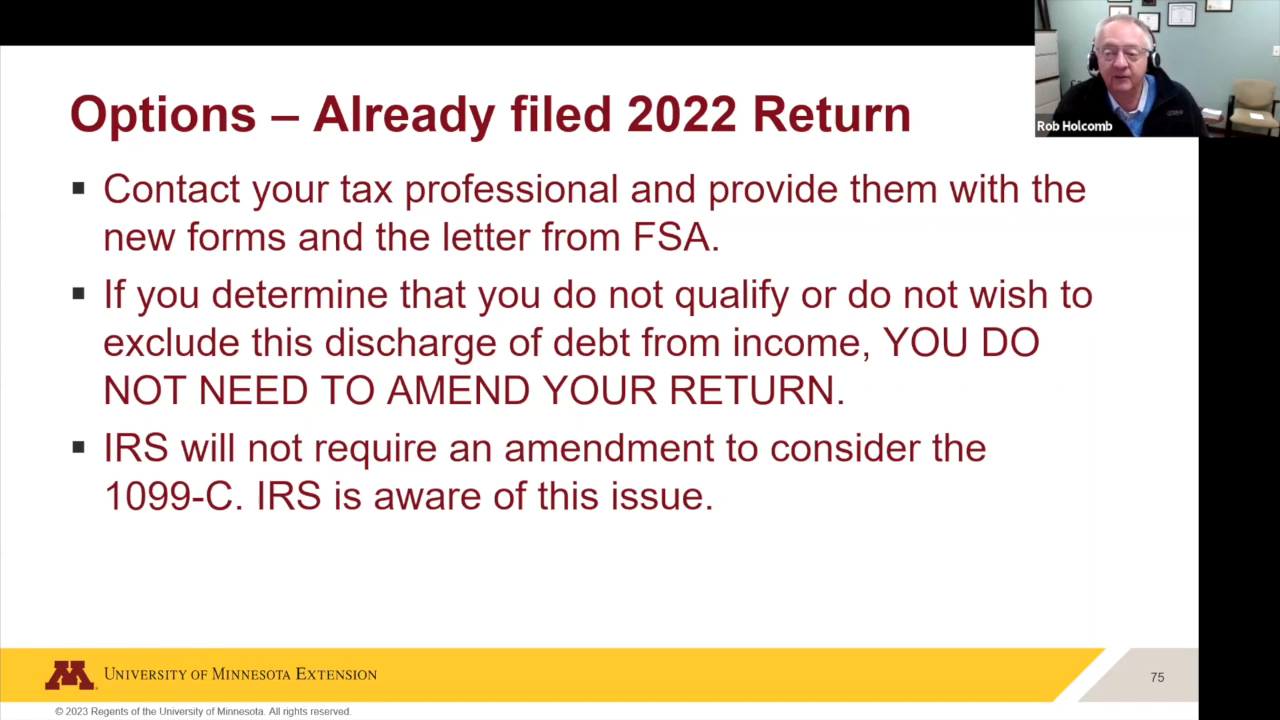 Options – Already filed 2022 Return
Rob Holcomb
▪ Contact your tax professional and provide them with the
new forms and the letter from FSA.
▪ If you determine that you do not qualify or do not wish to
exclude this discharge of debt from income, YOU DO
NOT NEED TO AMEND YOUR RETURN.
▪ IRS will not require an amendment to consider the
1099-C. IRS is aware of this issue.
M UNIVERSITY OF MINNESOTA EXTENSION
75
© 2023 Regents of the University of Minnesota. All rights reserved.